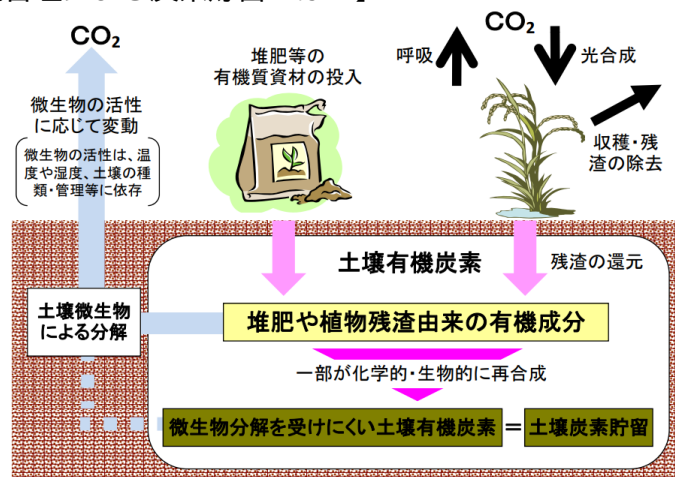 CO₂
微生物の活性
に応じて変動
微生物の活性は、温
度や湿度、土壌の種
類・管理等に依存
堆肥等の
有機質資材の投入
呼吸
CO₂
光合成
収穫・残
渣の除去
土壌有機炭素
残渣の還元
土壌微生物
による分解
堆肥や植物残渣由来の有機成分
一部が化学的・生物的に再合成
微生物分解を受けにくい土壌有機炭素
=
土壌炭素貯留